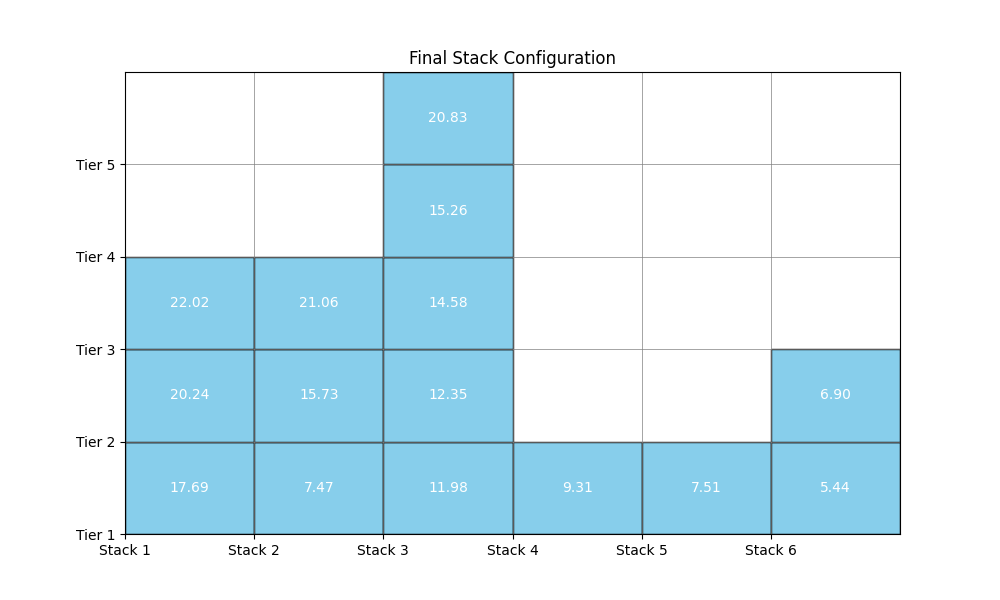 Final Stack Configuration
20.83
Tier 5
15.26
Tier 4
22.02 21.06 14.58
Tier 3
20.24 15.73 12.35 6.90
Tier 2
17.69 7.47 11.98 9.31 7.51 5.44
Tier 1
Stack 1 Stack 2 Stack 3 Stack 4 Stack 5 Stack 6